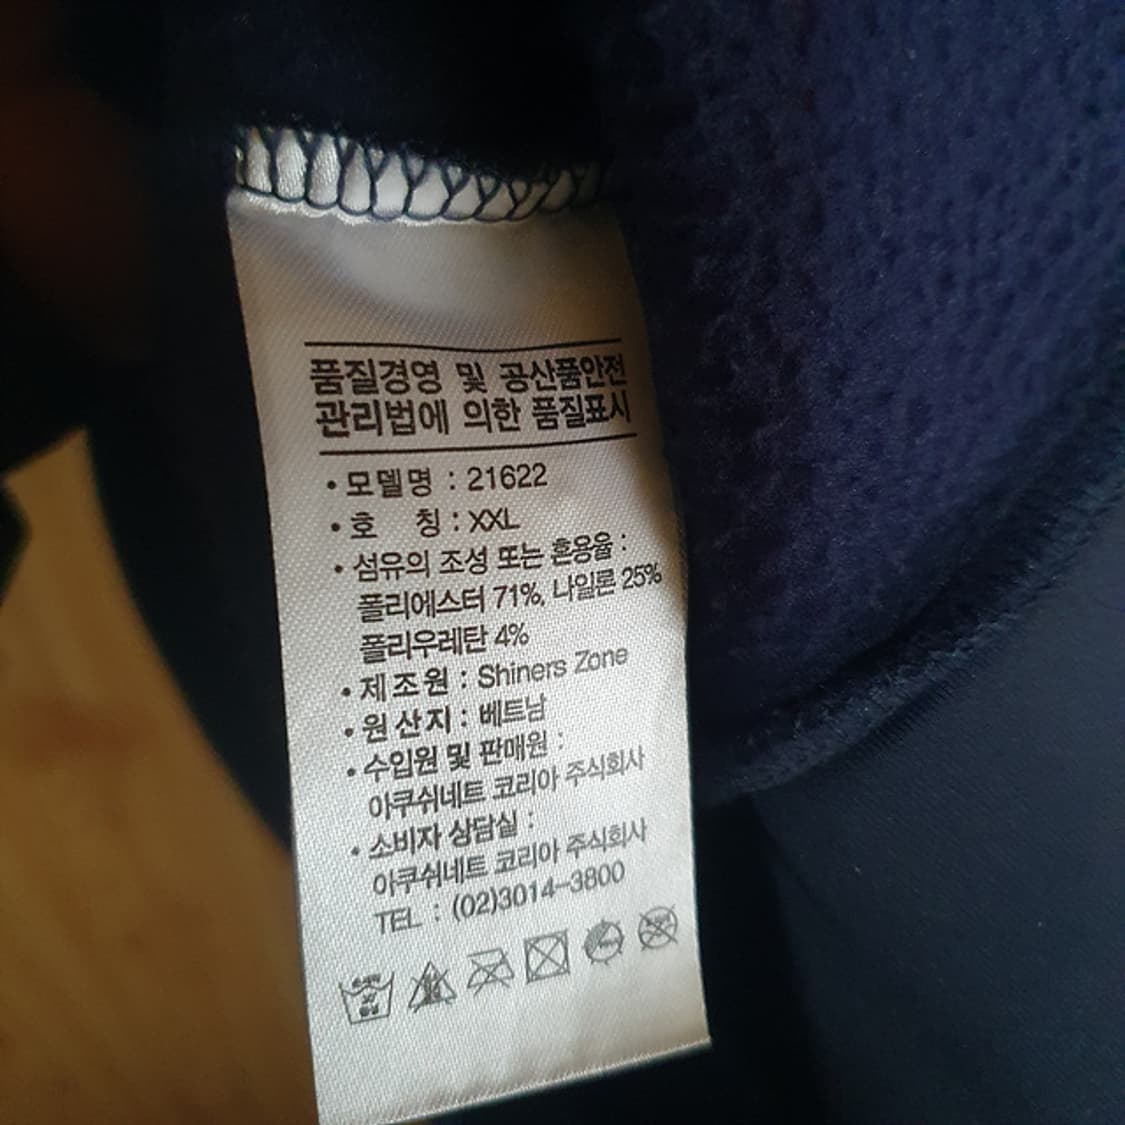 품질경영 및 공산품안전
관리법에 의한 품질표시
• 모델명 : 21622
• 호 칭 : XXL
• 섬유의 조성 또는 혼용율 :
폴리에스터 71%, 나일론 25%
폴리우레탄 4%
• 제조원 : Shiners Zone
• 원산지 : 베트남
• 수입원 및 판매원 :
아쿠쉬네트 코리아 주식회사
• 소비자 상담실 :
아쿠쉬네트 코리아 주식회사
TEL : (02)3014-3800